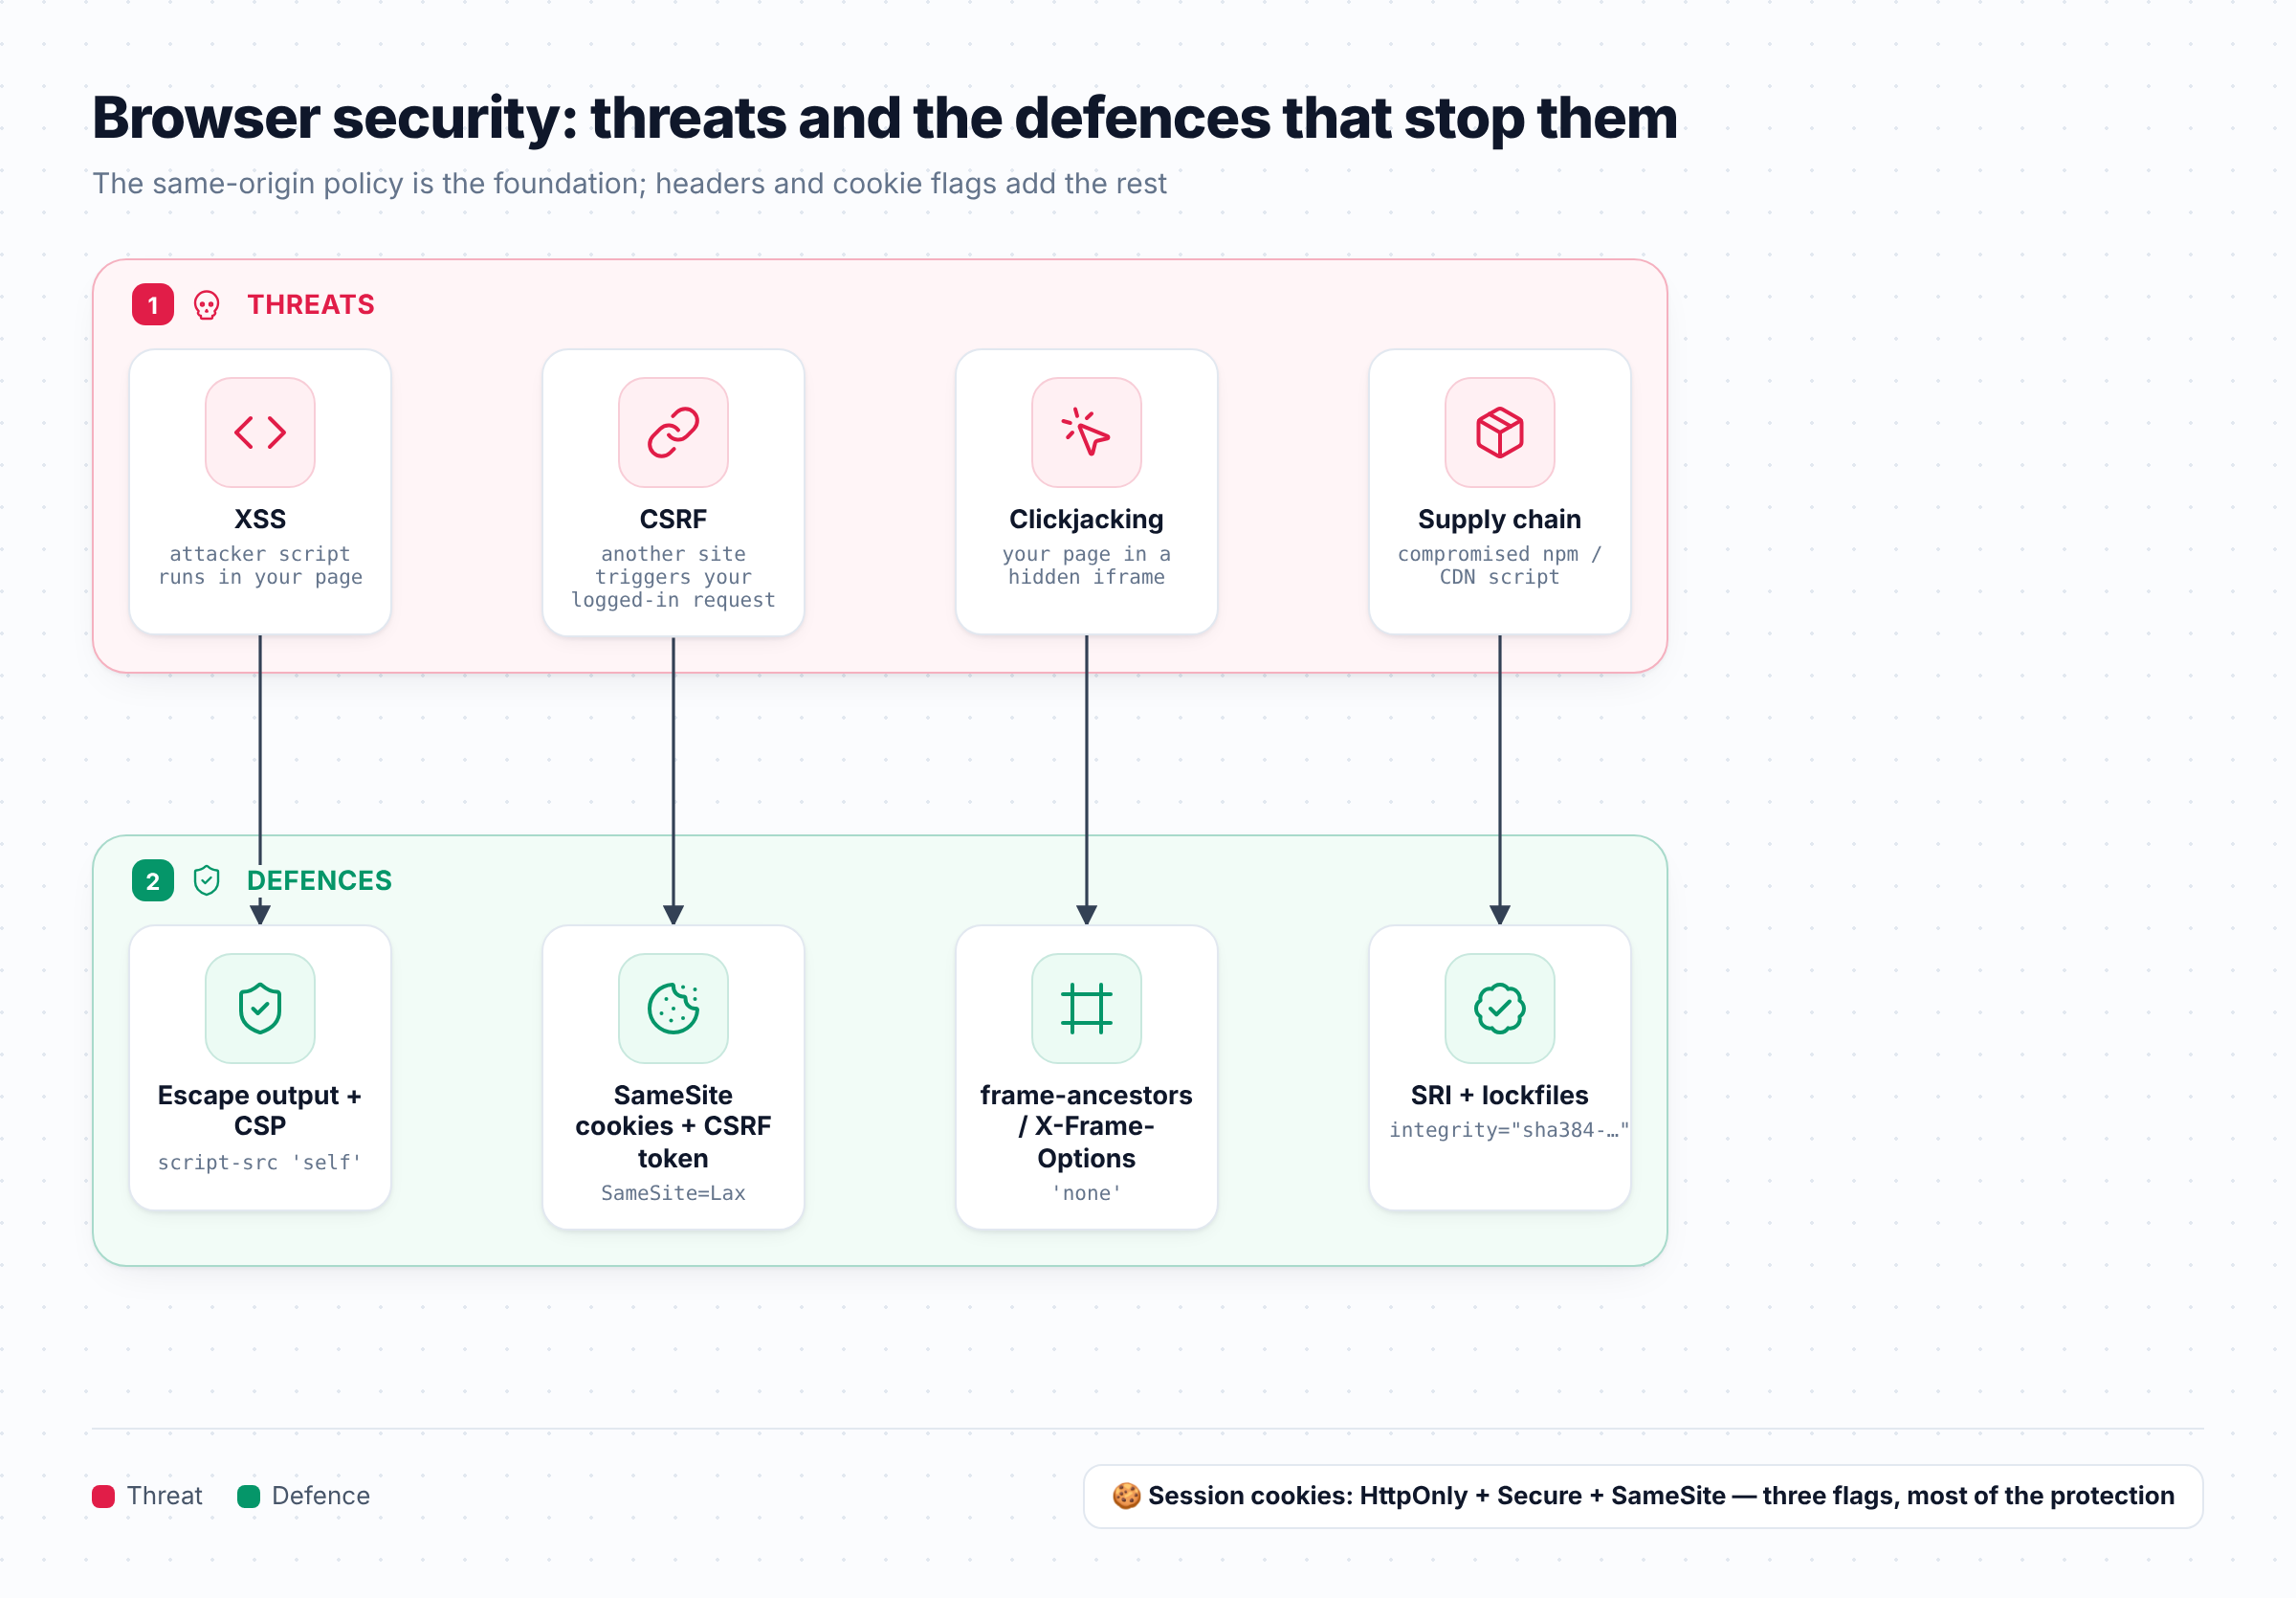 Browser security: threats and the defences that stop them
The same-origin policy is the foundation; headers and cookie flags add the rest
1 THREATS
XSS
attacker script
runs in your page
CSRF
another site
triggers your
logged-in request
Clickjacking
your page in a
hidden iframe
Supply chain
compromised npm /
CDN script
2 DEFENCES
Escape output +
CSP
script-src 'self'
SameSite
cookies + CSRF
token
SameSite=Lax
frame-ancestors
/ X-Frame-
Options
'none'
SRI + lockfiles
integrity="sha384-…"
Threat
Defence
🍪 Session cookies: HttpOnly + Secure + SameSite — three flags, most of the protection